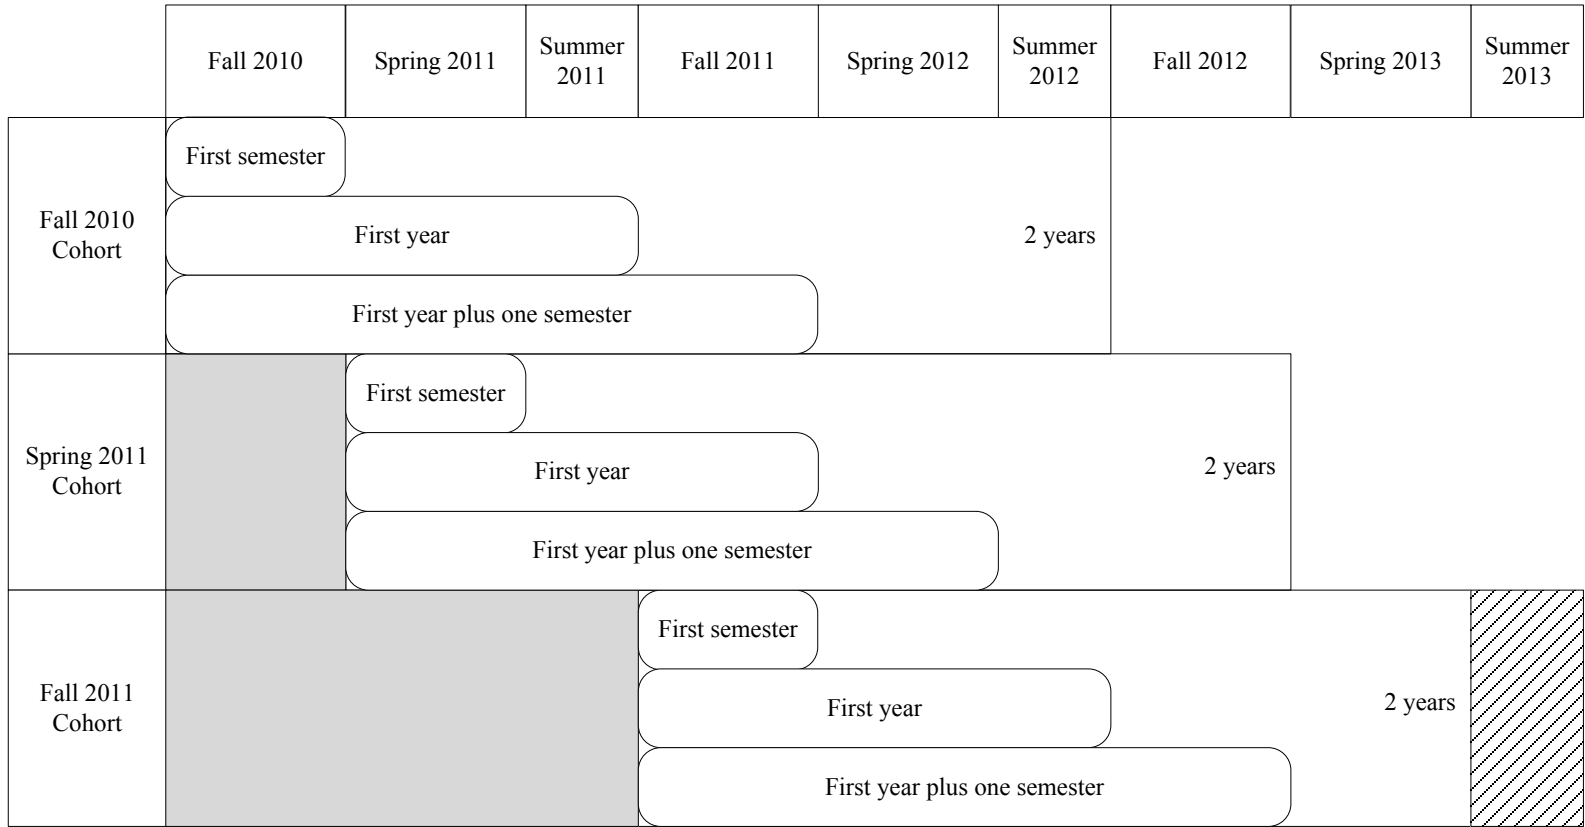 Fall 2010
Spring 2011
Summer
2011
Fall 2011
Spring 2012
Summer
2012
Fall 2012
Spring 2013
Summer
2013
Fall 2010
Cohort
First semester
First year
First year plus one semester
2 years
Spring 2011
Cohort
First semester
First year
First year plus one semester
2 years
Fall 2011
Cohort
First semester
First year
First year plus one semester
2 years